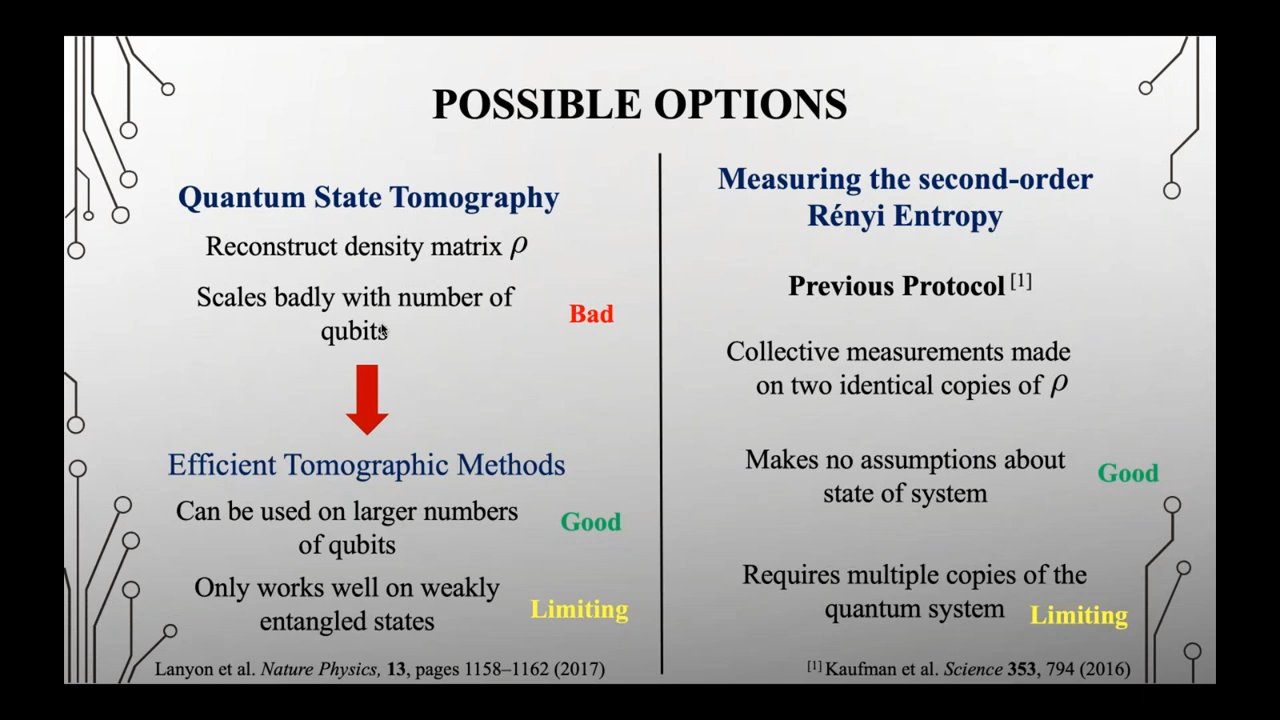 POSSIBLE OPTIONS
Quantum State Tomography
Reconstruct density matrix ρ
Scales badly with number of
qubits
Bad
Efficient Tomographic Methods
Can be used on larger numbers
of qubits
Good
Only works well on weakly
entangled states
Limiting
Lanyon et al. Nature Physics, 13, pages 1158–1162 (2017)
Measuring the second-order
Rényi Entropy
Previous Protocol [1]
Collective measurements made
on two identical copies of ρ
Makes no assumptions about
state of system
Good
Requires multiple copies of the
quantum system
Limiting
[1] Kaufman et al. Science 353, 794 (2016)